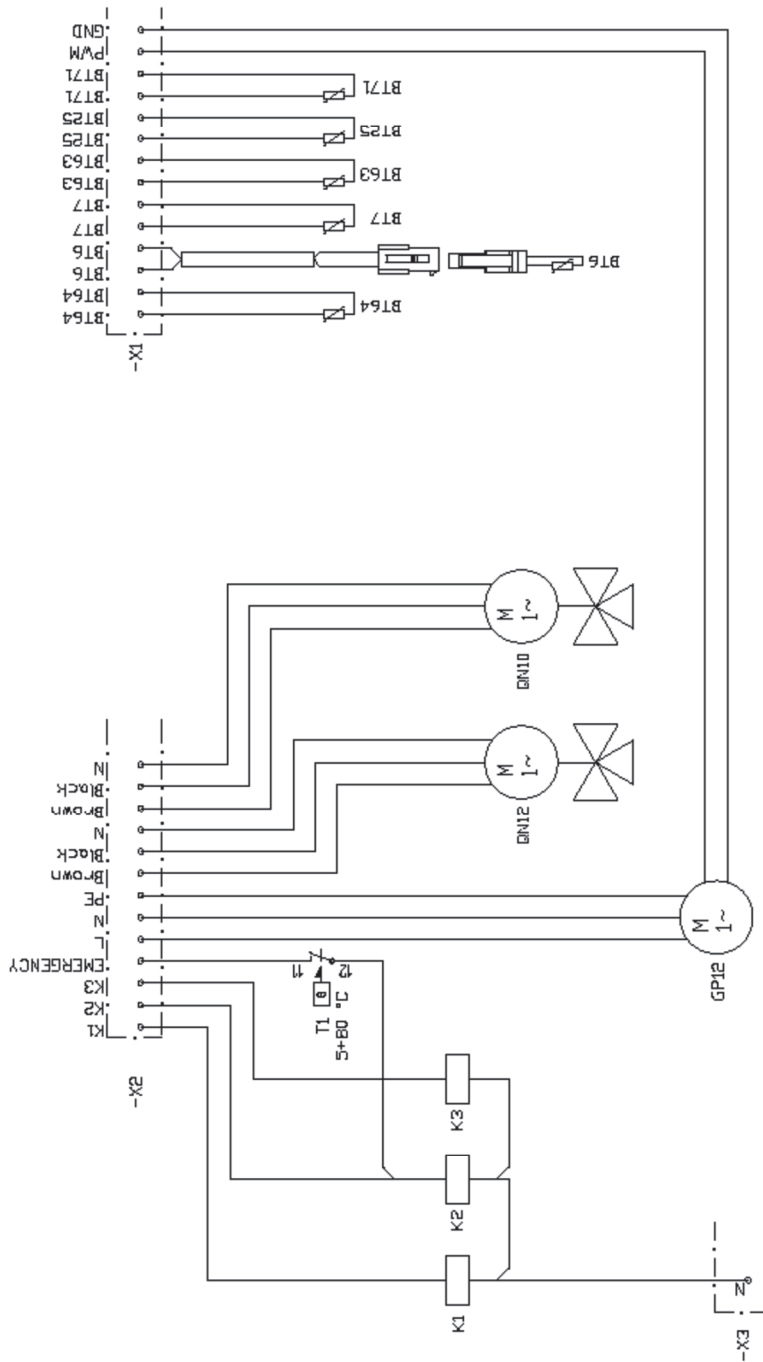 GND
PWM
BT71
BT71
BT25
BT25
BT63
BT63
BT7
BT7
BT6
BT6
BT64
BT64
-X1
BT71
BT25
BT63
BT7
BT6
BT64
N
Black
Brown
N
Black
Brown
PE
N
L
EMERGENCY
K3
K2
K1
-X2
M
1~
QN10
M
1~
QN12
M
1~
GP12
11
12
θ
T1
5+80 °C
K3
K2
K1
N
-X3